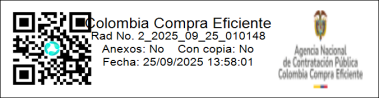 Colombia Compra Eficiente
Rad No. 2_2025_09_25_010148
Anexos: No Con copia: No
Fecha: 25/09/2025 13:58:01
Agencia Nacional
de Contratación Pública
Colombia Compra Eficiente